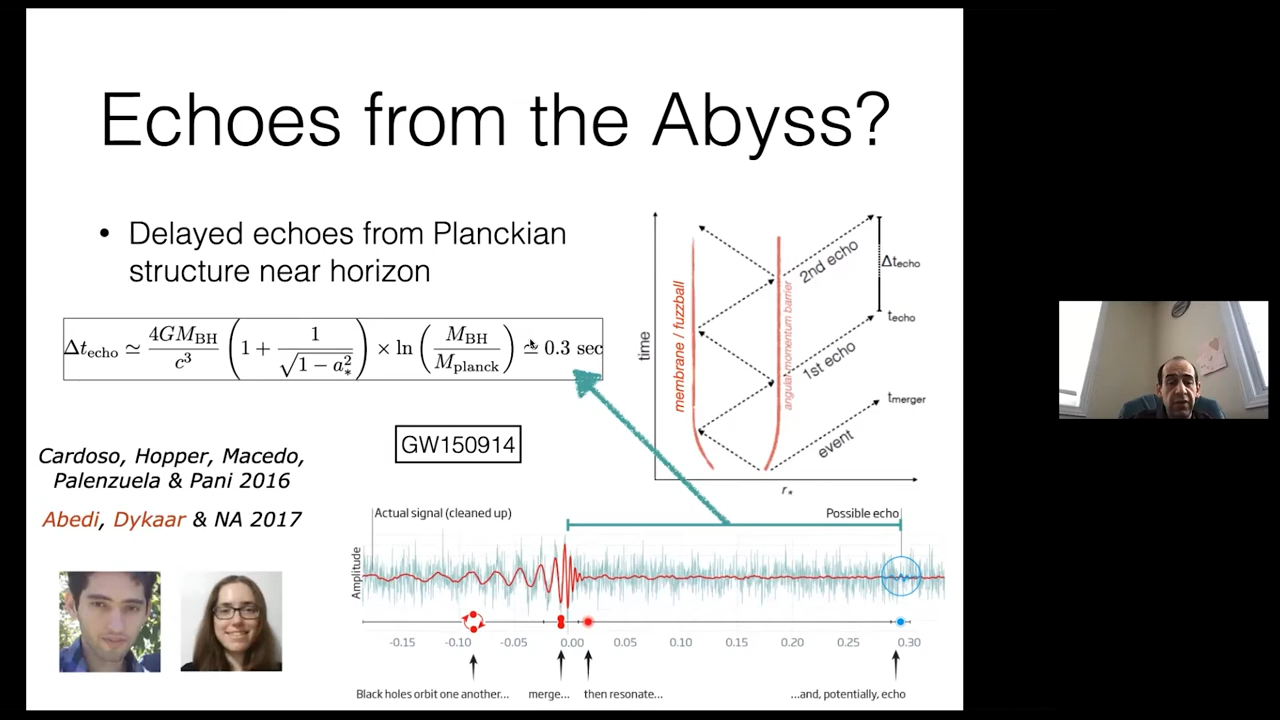 Echoes from the Abyss?
• Delayed echoes from Planckian
structure near horizon
Δt_echo ≃ 4GM_BH/c³ (1 + 1/√(1 − a_*²)) × ln(M_BH/M_planck) ≃ 0.3 sec
Cardoso, Hopper, Macedo,
Palenzuela & Pani 2016
Abedi, Dykaar & NA 2017
GW150914
time
membrane / fuzzball
angular momentum barrier
2nd echo
Δt_echo
t_echo
1st echo
t_merger
event
r_*
Actual signal (cleaned up)
Possible echo
Amplitude
-0.15 -0.10 -0.05 0.00 0.05 0.10 0.15 0.20 0.25 0.30
Black holes orbit one another... merge... then resonate... ...and, potentially, echo